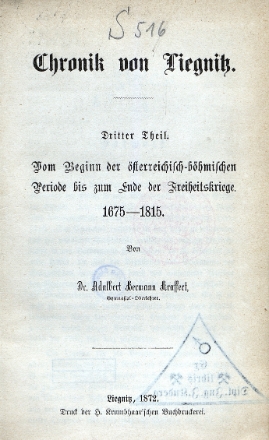 S 516
Chronik von Liegnitz.
Dritter Theil.
Vom Beginn der österreichisch-böhmischen
Periode bis zum Ende der Freiheitskriege.
1675—1815.
Von
Dr. Adalbert Hermann Kraffert,
Gymnasial-Oberlehrer.
Liegnitz, 1872.
Druck der H. Krumbhaar'schen Buchdruckerei.